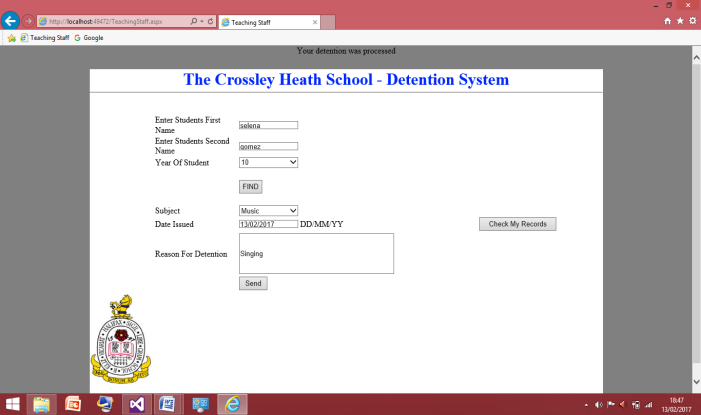 http://localhost:49472/TeachingStaff.aspx
Teaching Staff
Teaching Staff
Google
Your detention was processed
The Crossley Heath School - Detention System
Enter Students First
Name
selena
Enter Students Second
Name
gomez
Year Of Student
10
FIND
Subject
Music
Date Issued
13/02/2017
DD/MM/YY
Check My Records
Reason For Detention
Singing
Send
18:47
13/02/2017